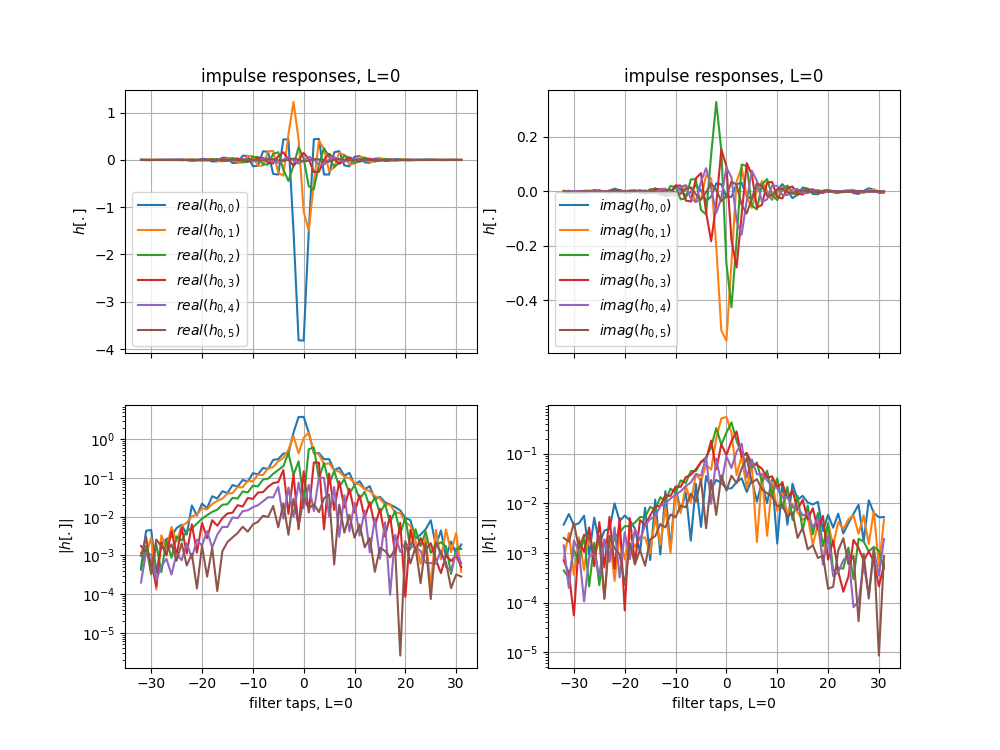 impulse responses, L=0
1
0
−1
−2
−3
−4
h[.]
real(h0,0)
real(h0,1)
real(h0,2)
real(h0,3)
real(h0,4)
real(h0,5)
impulse responses, L=0
0.2
0.0
−0.2
−0.4
h[.]
imag(h0,0)
imag(h0,1)
imag(h0,2)
imag(h0,3)
imag(h0,4)
imag(h0,5)
10^0
10^−1
10^−2
10^−3
10^−4
10^−5
|h[.]|
−30 −20 −10 0 10 20 30
filter taps, L=0
10^−1
10^−2
10^−3
10^−4
10^−5
|h[.]|
−30 −20 −10 0 10 20 30
filter taps, L=0